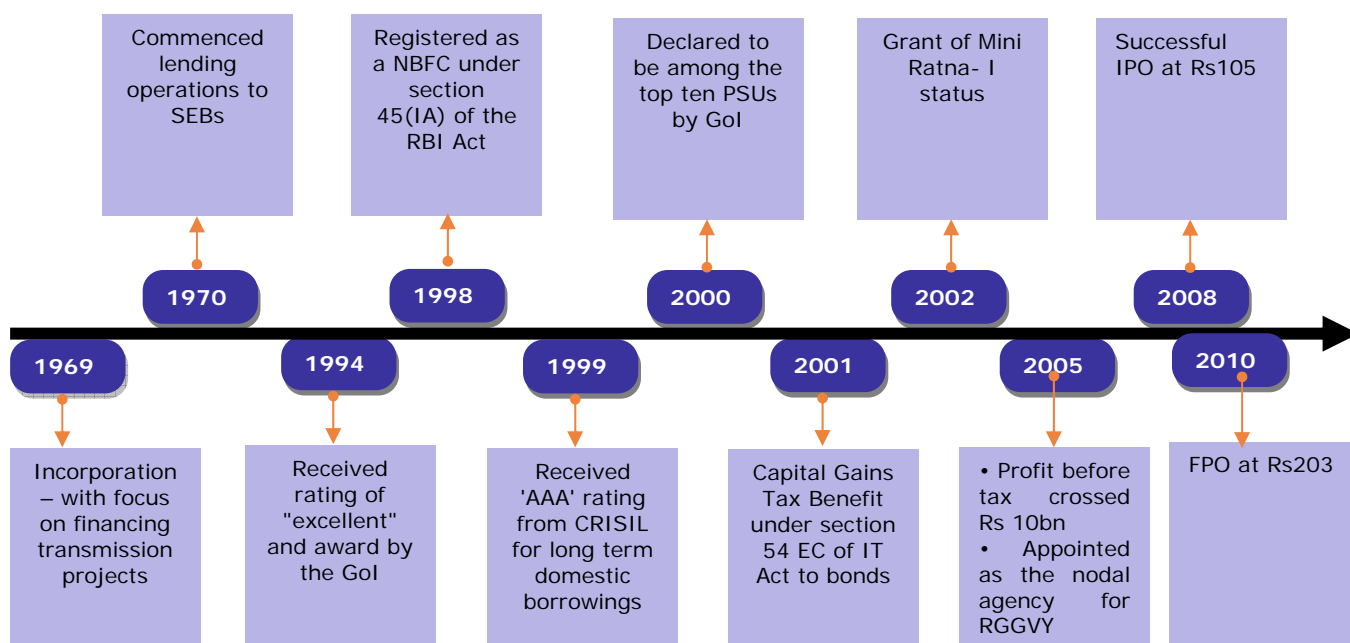 Commenced
lending
operations to
SEBs
Registered as
a NBFC under
section
45(IA) of the
RBI Act
Declared to
be among the
top ten PSUs
by GoI
Grant of Mini
Ratna- I
status
Successful
IPO at Rs105
1970
1998
2000
2002
2008
1969
1994
1999
2001
2005
2010
Incorporation
– with focus
on financing
transmission
projects
Received
rating of
"excellent"
and award by
the GoI
Received
'AAA' rating
from CRISIL
for long term
domestic
borrowings
Capital Gains
Tax Benefit
under section
54 EC of IT
Act to bonds
• Profit before
tax crossed
Rs 10bn
• Appointed
as the nodal
agency for
RGGVY
FPO at Rs203